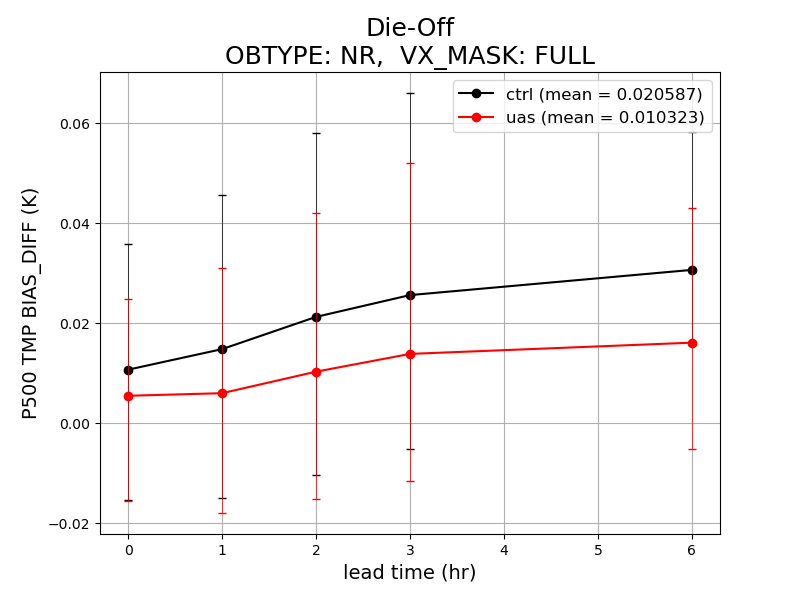 Die-Off
OBTYPE: NR,  VX_MASK: FULL
ctrl (mean = 0.020587)
uas (mean = 0.010323)
P500 TMP BIAS_DIFF (K)
0.06
0.04
0.02
0.00
−0.02
0 1 2 3 4 5 6
lead time (hr)